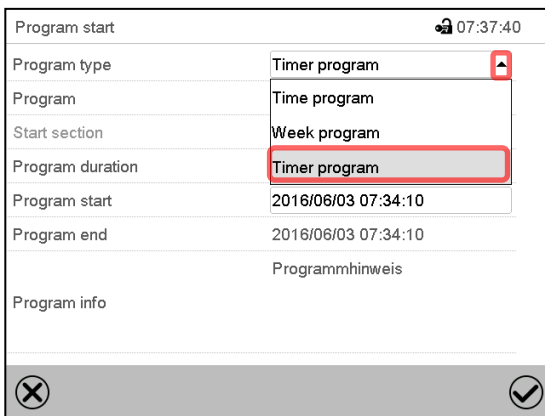 Program start 07:37:40
Program type Timer program
Program Time program
Start section Week program
Program duration Timer program
Program start 2016/06/03 07:34:10
Program end 2016/06/03 07:34:10
Programmhinweis
Program info